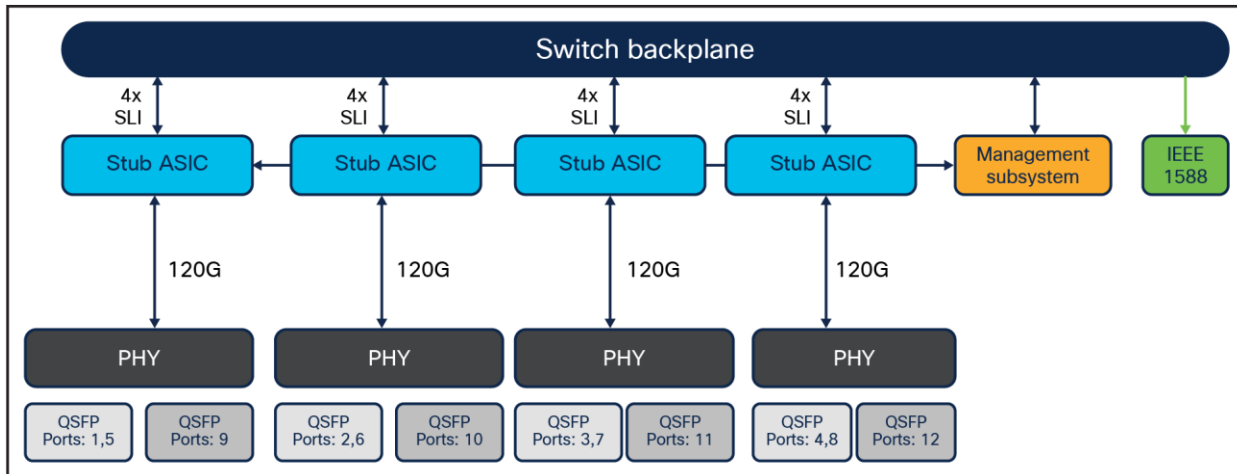 Switch backplane
4x
SLI
4x
SLI
4x
SLI
4x
SLI
Stub ASIC
Stub ASIC
Stub ASIC
Stub ASIC
Management
subsystem
IEEE
1588
120G
120G
120G
120G
PHY
PHY
PHY
PHY
QSFP
Ports: 1,5
QSFP
Ports: 9
QSFP
Ports: 2,6
QSFP
Ports: 10
QSFP
Ports: 3,7
QSFP
Ports: 11
QSFP
Ports: 4,8
QSFP
Ports: 12